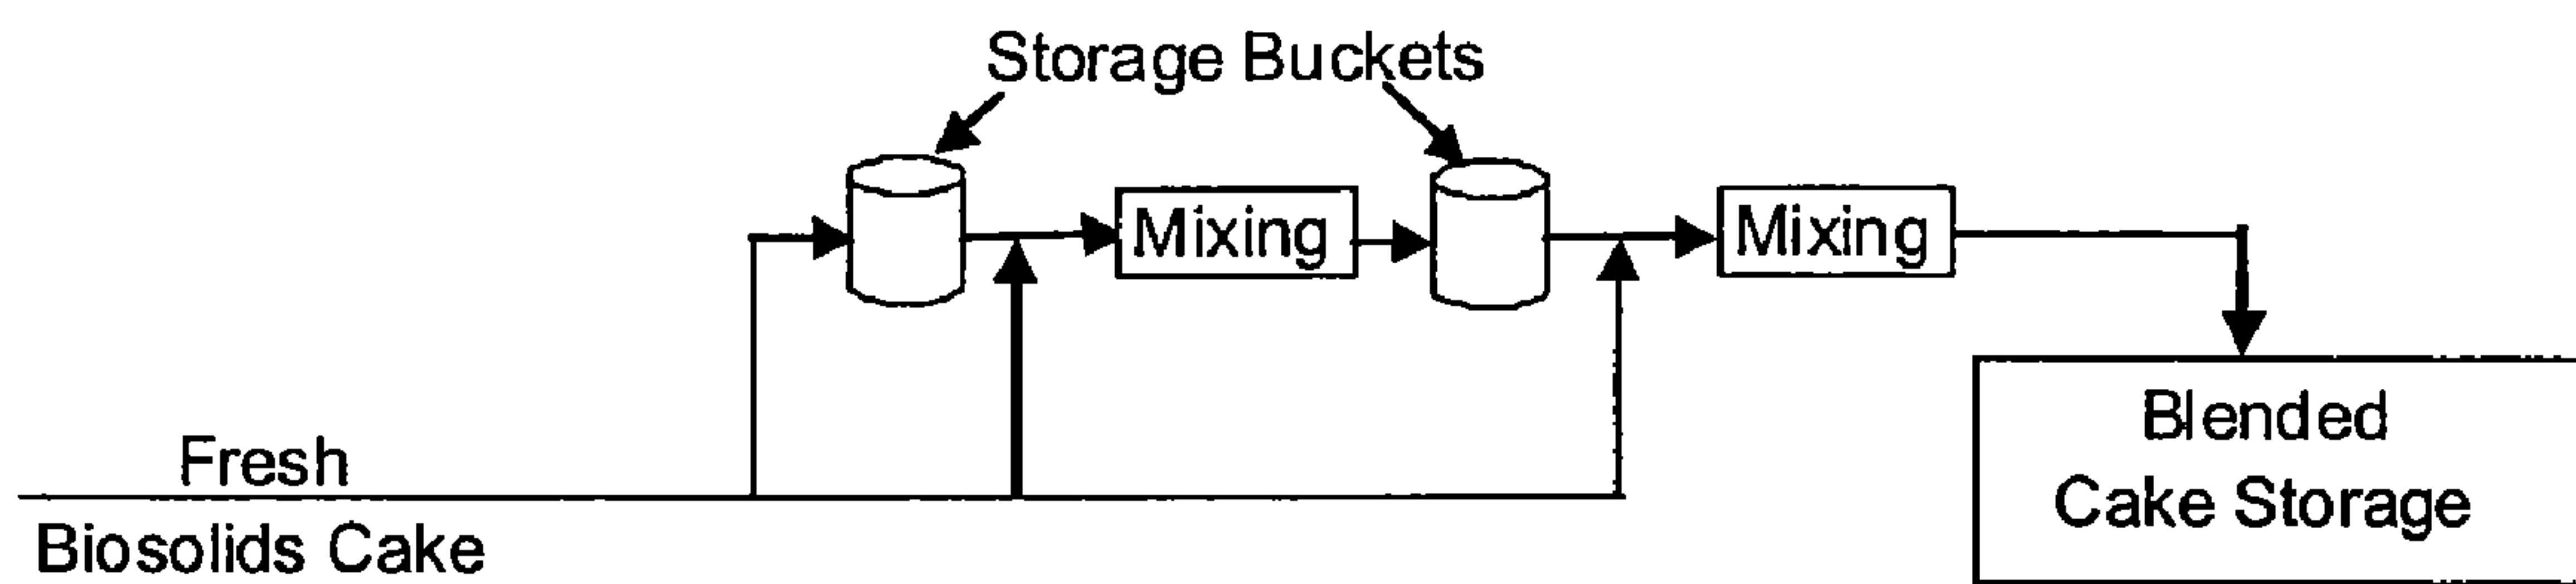 Storage Buckets
Mixing
Mixing
Fresh
Biosolids Cake
Blended
Cake Storage